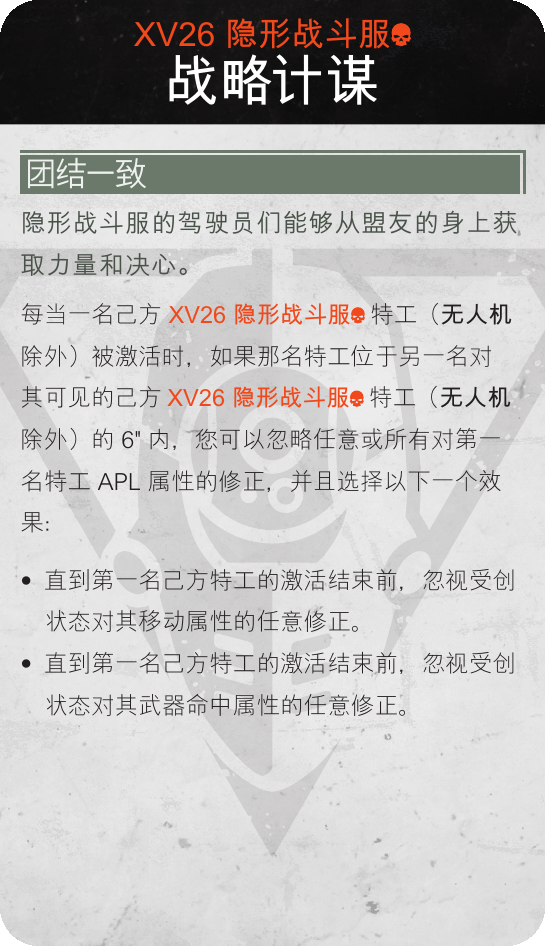 XV26 隐形战斗服
战略计谋
团结一致
隐形战斗服的驾驶员们能够从盟友的身上获
取力量和决心。
每当一名己方 XV26 隐形战斗服 特工（无人机
除外）被激活时，如果那名特工位于另一名对
其可见的己方 XV26 隐形战斗服 特工（无人机
除外）的 6" 内，您可以忽略任意或所有对第一
名特工 APL 属性的修正，并且选择以下一个效
果:
• 直到第一名己方特工的激活结束前，忽视受创
状态对其移动属性的任意修正。
• 直到第一名己方特工的激活结束前，忽视受创
状态对其武器命中属性的任意修正。